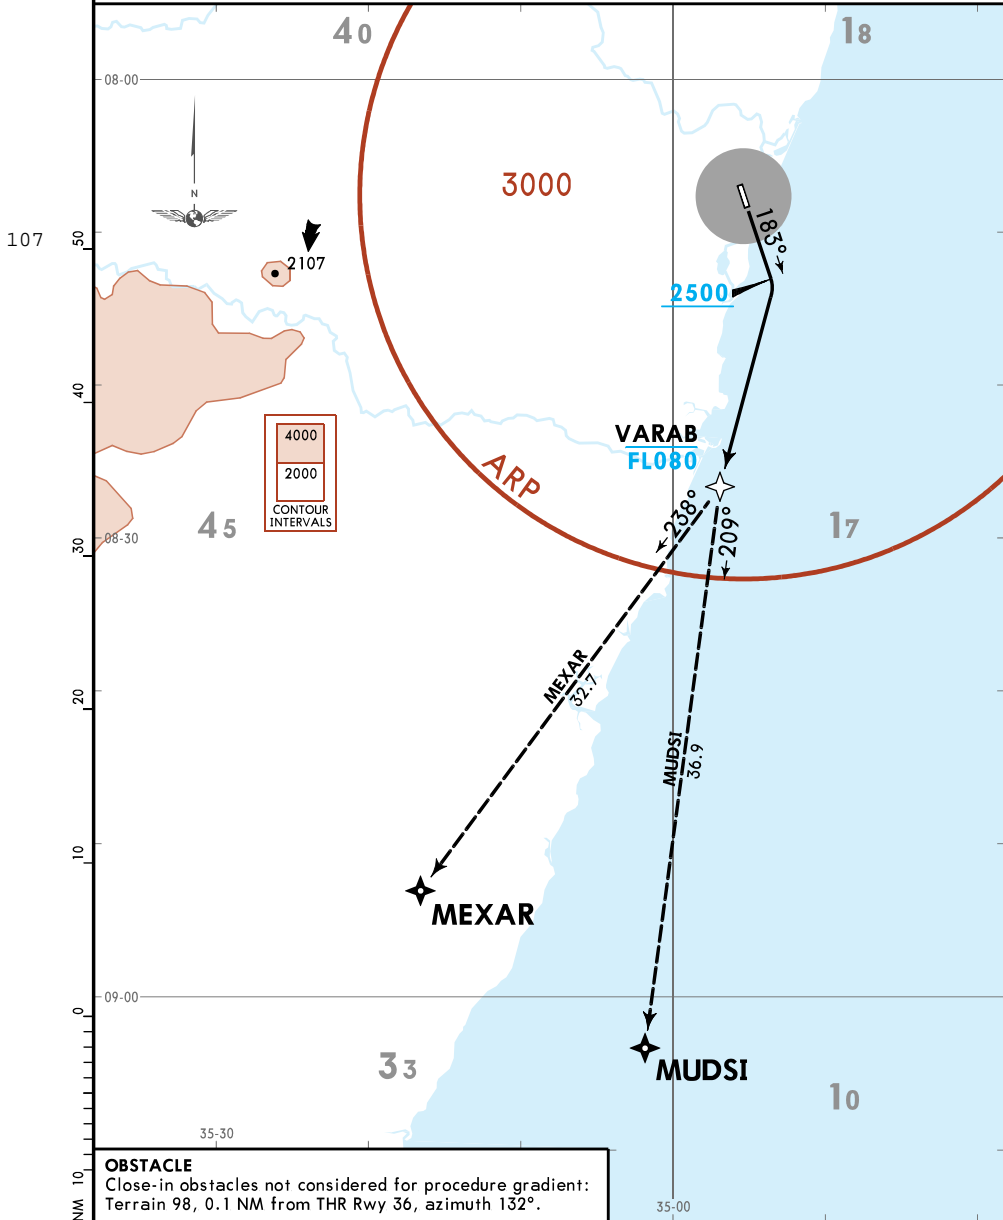 40
18
08-00
3000
N
183°
107
50
2107
2500
40
4000
2000
CONTOUR
INTERVALS
VARAB
FL080
ARP
45
08-30
30
238°
209°
17
MEXAR
32.7
20
MUDSI
36.9
10
MEXAR
09-00
0
MUDSI
33
10
35-30
10
NM
35-00
OBSTACLE
Close-in obstacles not considered for procedure gradient:
Terrain 98, 0.1 NM from THR Rwy 36, azimuth 132°.